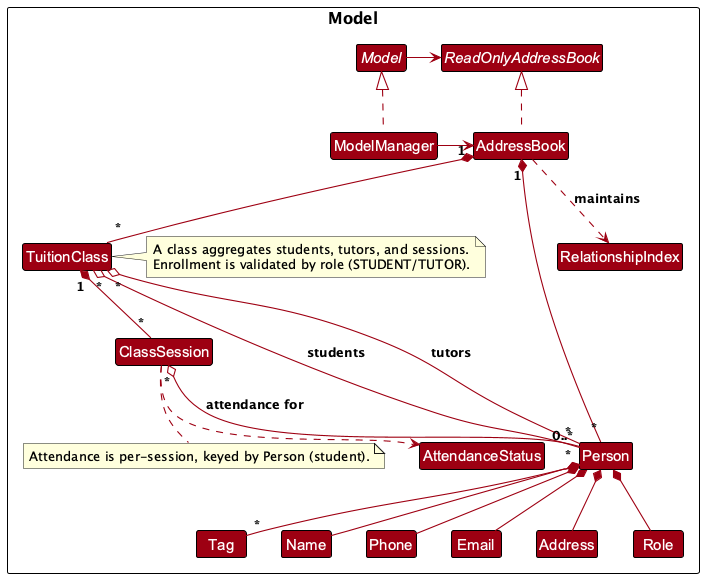 Model
Model
ReadOnlyAddressBook
ModelManager
AddressBook
1
1
maintains
*
TuitionClass
A class aggregates students, tutors, and sessions.
Enrollment is validated by role (STUDENT/TUTOR).
RelationshipIndex
1
*
*
*
ClassSession
students
tutors
*
attendance for
*
*
*
0..
*
Attendance is per-session, keyed by Person (student).
AttendanceStatus
Person
*
Tag
Name
Phone
Email
Address
Role